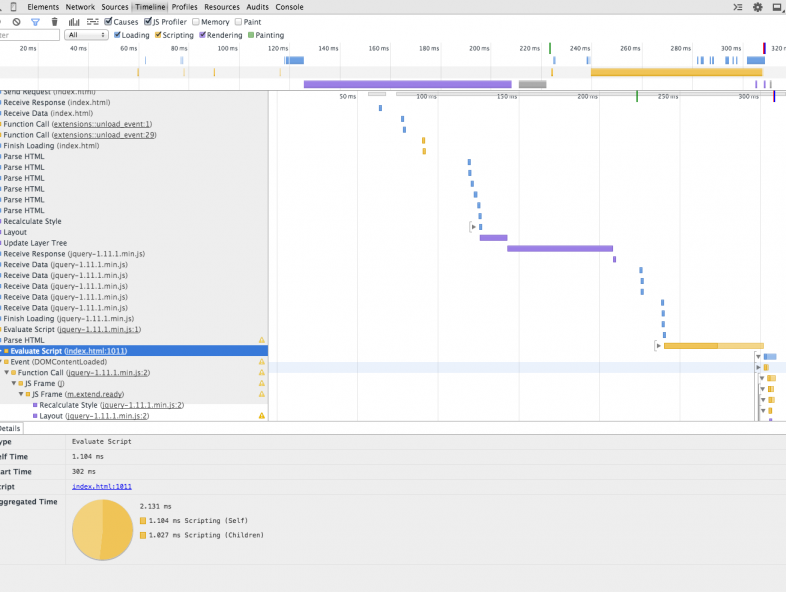 Elements Network Sources Timeline Profiles Resources Audits Console
Causes JS Profiler Memory Paint
All Loading Scripting Rendering Painting
20 ms 40 ms 60 ms 80 ms 100 ms 120 ms 140 ms 160 ms 180 ms 200 ms 220 ms 240 ms 260 ms 280 ms 300 ms
50 ms 100 ms 150 ms 200 ms 250 ms 300 ms
Send Request (index.html)
Receive Response (index.html)
Receive Data (index.html)
Function Call (extensions::unload_event:1)
Function Call (extensions::unload_event:29)
Finish Loading (index.html)
Parse HTML
Parse HTML
Parse HTML
Parse HTML
Parse HTML
Parse HTML
Recalculate Style
Layout
Update Layer Tree
Receive Response (jquery-1.11.1.min.js)
Receive Data (jquery-1.11.1.min.js)
Receive Data (jquery-1.11.1.min.js)
Receive Data (jquery-1.11.1.min.js)
Receive Data (jquery-1.11.1.min.js)
Receive Data (jquery-1.11.1.min.js)
Finish Loading (jquery-1.11.1.min.js)
Evaluate Script (jquery-1.11.1.min.js:1)
Parse HTML
Evaluate Script (index.html:1011)
Event (DOMContentLoaded)
Function Call (jquery-1.11.1.min.js:2)
JS Frame (J)
JS Frame (m.extend.ready)
Recalculate Style (jquery-1.11.1.min.js:2)
Layout (jquery-1.11.1.min.js:2)
Details
Evaluate Script
1.104 ms
302 ms
index.html:1011
2.131 ms
1.104 ms Scripting (Self)
1.027 ms Scripting (Children)